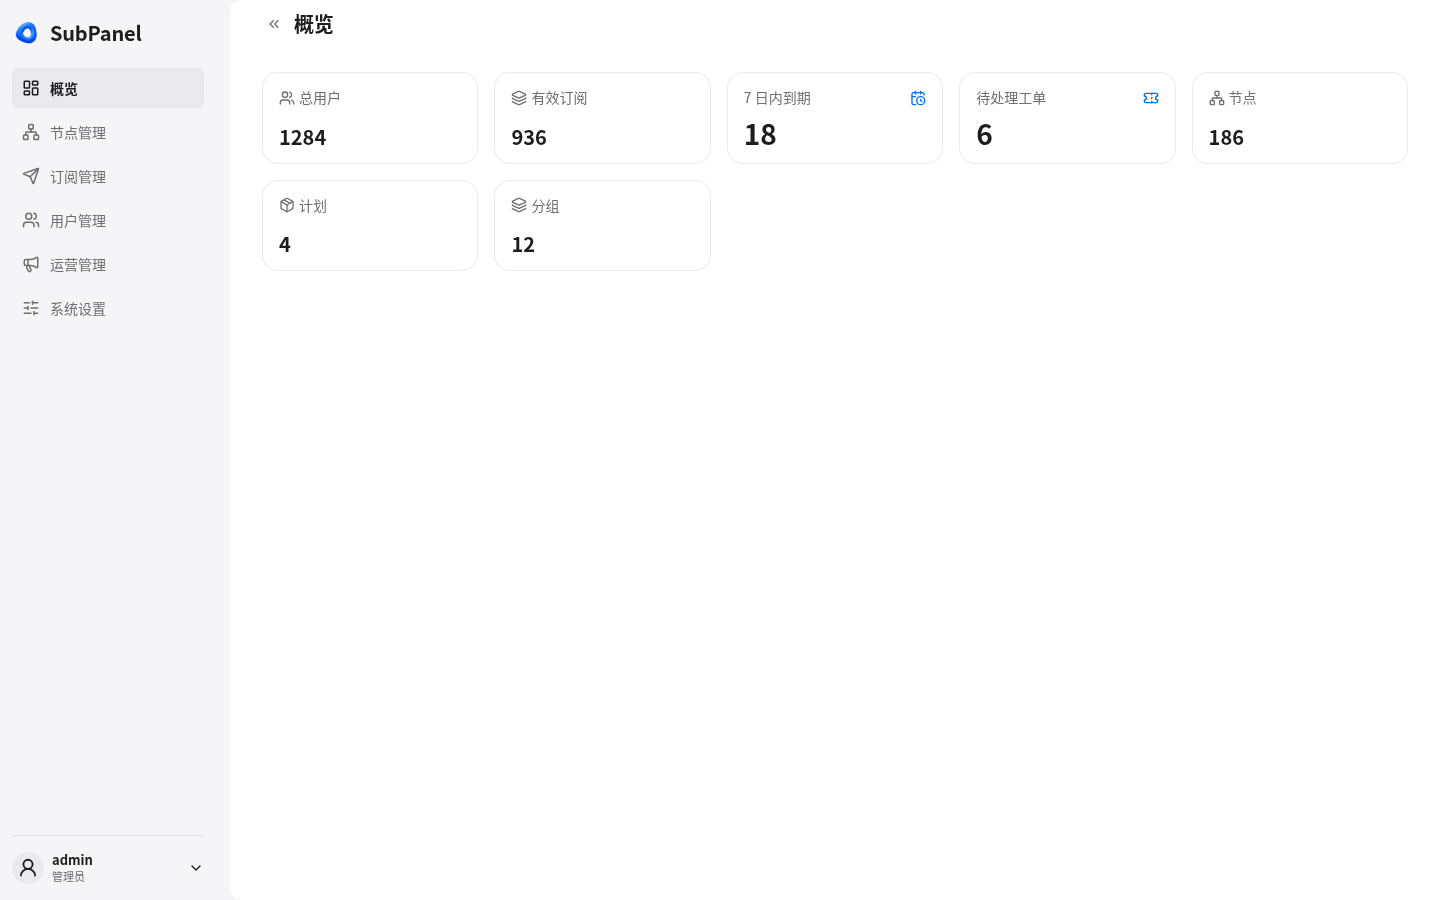 SubPanel
概览
节点管理
订阅管理
用户管理
运营管理
系统设置
admin
管理员
概览
总用户
1284
有效订阅
936
7 日内到期
18
待处理工单
6
节点
186
计划
4
分组
12